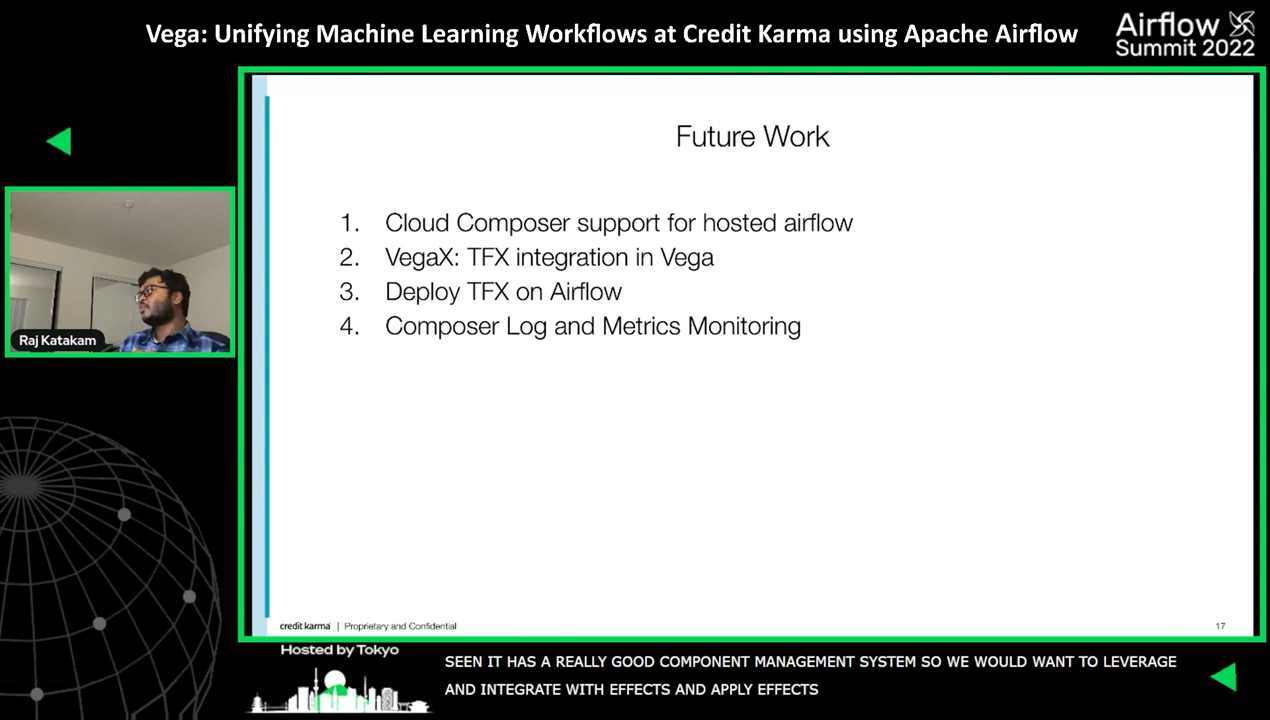 Vega: Unifying Machine Learning Workflows at Credit Karma using Apache Airflow
Airflow
Summit 2022
Future Work
1. Cloud Composer support for hosted airflow
2. VegaX: TFX integration in Vega
3. Deploy TFX on Airflow
4. Composer Log and Metrics Monitoring
Raj Katakam
credit karma | Proprietary and Confidential
17
Hosted by Tokyo
SEEN IT HAS A REALLY GOOD COMPONENT MANAGEMENT SYSTEM SO WE WOULD WANT TO LEVERAGE
AND INTEGRATE WITH EFFECTS AND APPLY EFFECTS